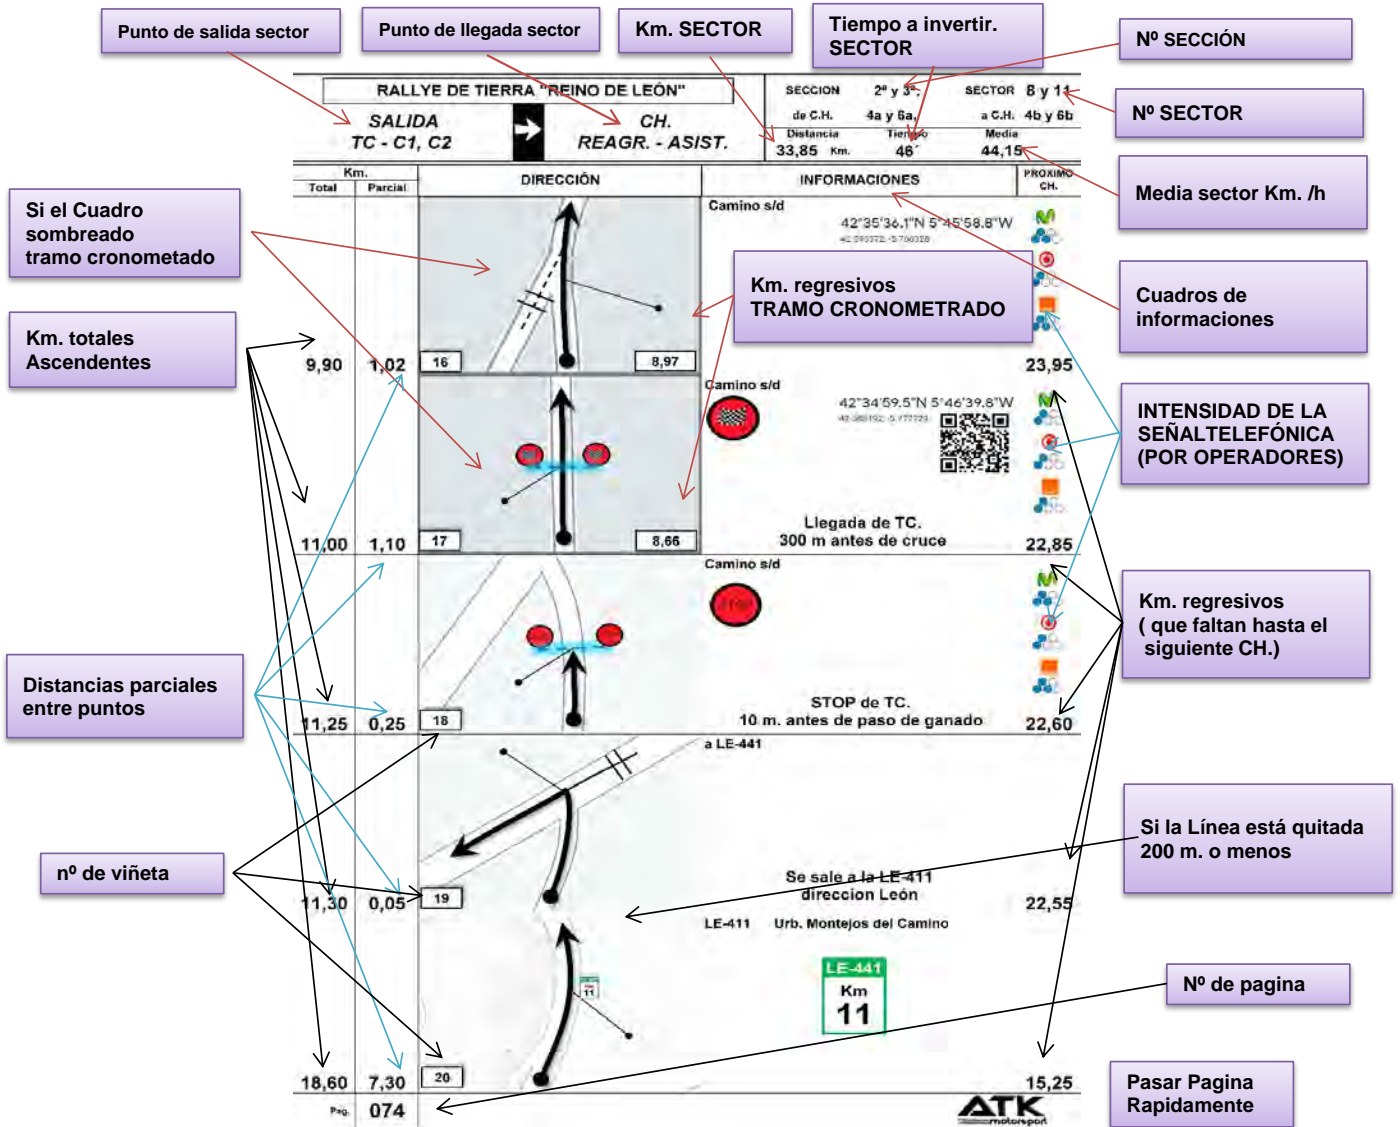 Punto de salida sector
Punto de llegada sector
Km. SECTOR
Tiempo a invertir.
SECTOR
Nº SECCIÓN
RALLYE DE TIERRA "REINO DE LEÓN"
SALIDA
TC - C1, C2
CH.
REAGR. - ASIST.
SECCION 2ª y 3ª, SECTOR 8 y 11
de C.H. 4a y 6a, a C.H. 4b y 6b
Distancia Tiempo Media
33,85 Km. 46´ 44,15
Nº SECTOR
Media sector Km. /h
Km.
Total Parcial
DIRECCIÓN
INFORMACIONES
PROXIMO
CH.
Si el Cuadro
sombreado
tramo cronometado
Camino s/d
42°35'36.1"N 5°45'58.8"W
Km. regresivos
TRAMO CRONOMETRADO
Cuadros de
informaciones
Km. totales
Ascendentes
9,90 1,02 16 8,97 23,95
Camino s/d
42°34'59.5"N 5°46'39.8"W
INTENSIDAD DE LA
SEÑALTELEFÓNICA
(POR OPERADORES)
Llegada de TC.
300 m antes de cruce
11,00 1,10 17 8,66 22,85
Camino s/d
STOP
Km. regresivos
( que faltan hasta el
siguiente CH.)
Distancias parciales
entre puntos
STOP de TC.
10 m. antes de paso de ganado
11,25 0,25 18 22,60
a LE-441
Si la Línea está quitada
200 m. o menos
nº de viñeta
Se sale a la LE-411
direccion León
11,30 0,05 19 22,55
LE-411 Urb. Montejos del Camino
LE-441
Km
11
11
Nº de pagina
18,60 7,30 20 15,25
Pag. 074
ATK
motorsport
Pasar Pagina
Rapidamente